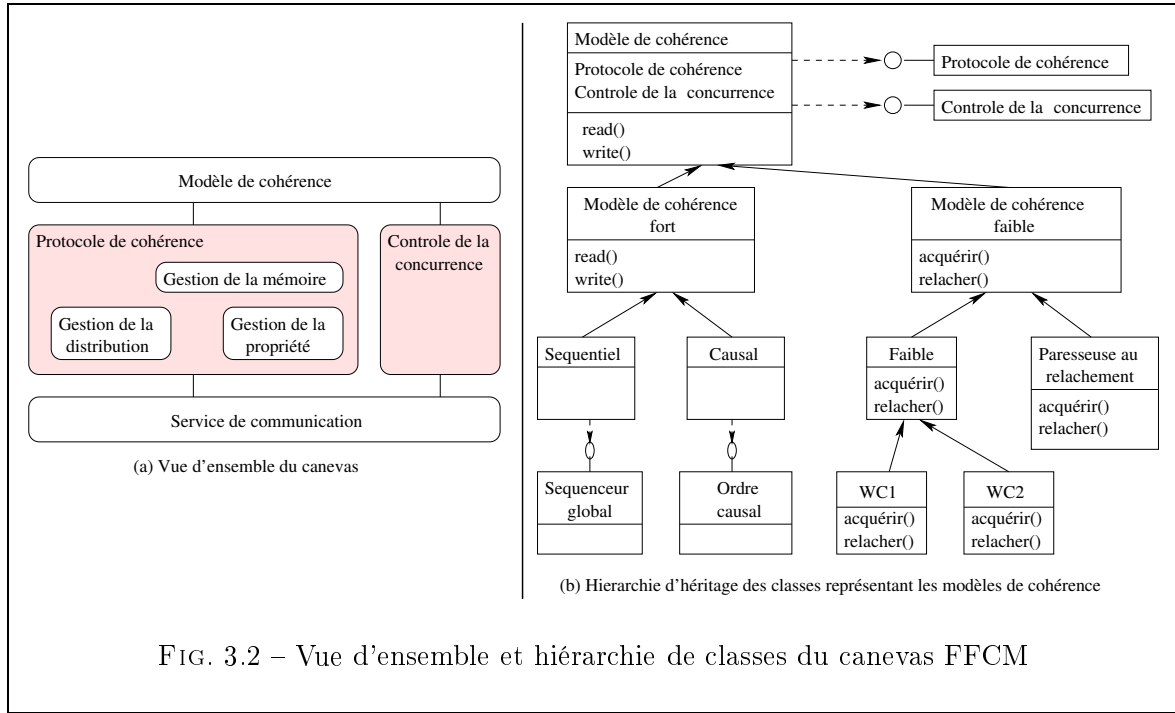 Modèle de cohérence
Protocole de cohérence
Gestion de la mémoire
Gestion de la
distribution
Gestion de la
propriété
Controle de la
concurrence
Service de communication
(a) Vue d'ensemble du canevas
Modèle de cohérence
Protocole de cohérence
Controle de la concurrence
read()
write()
Protocole de cohérence
Controle de la concurrence
Modèle de cohérence
fort
read()
write()
Modèle de cohérence
faible
acquérir()
relacher()
Sequentiel
Causal
Faible
acquérir()
relacher()
Paresseuse au
relachement
acquérir()
relacher()
Sequenceur
global
Ordre
causal
WC1
acquérir()
relacher()
WC2
acquérir()
relacher()
(b) Hierarchie d'héritage des classes représentant les modèles de cohérence
FIG. 3.2 – Vue d'ensemble et hiérarchie de classes du canevas FFCM